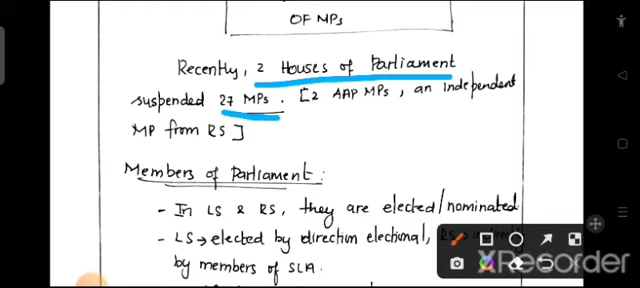 OF MPs
Recently, 2 Houses of Parliament
suspended 27 MPs. [2 AAP MPs, an independent
MP from RS]
Members of Parliament:
- In LS & RS, they are elected/nominated
- LS → elected by direction electional, RS
by members of SLA.
XRecorder